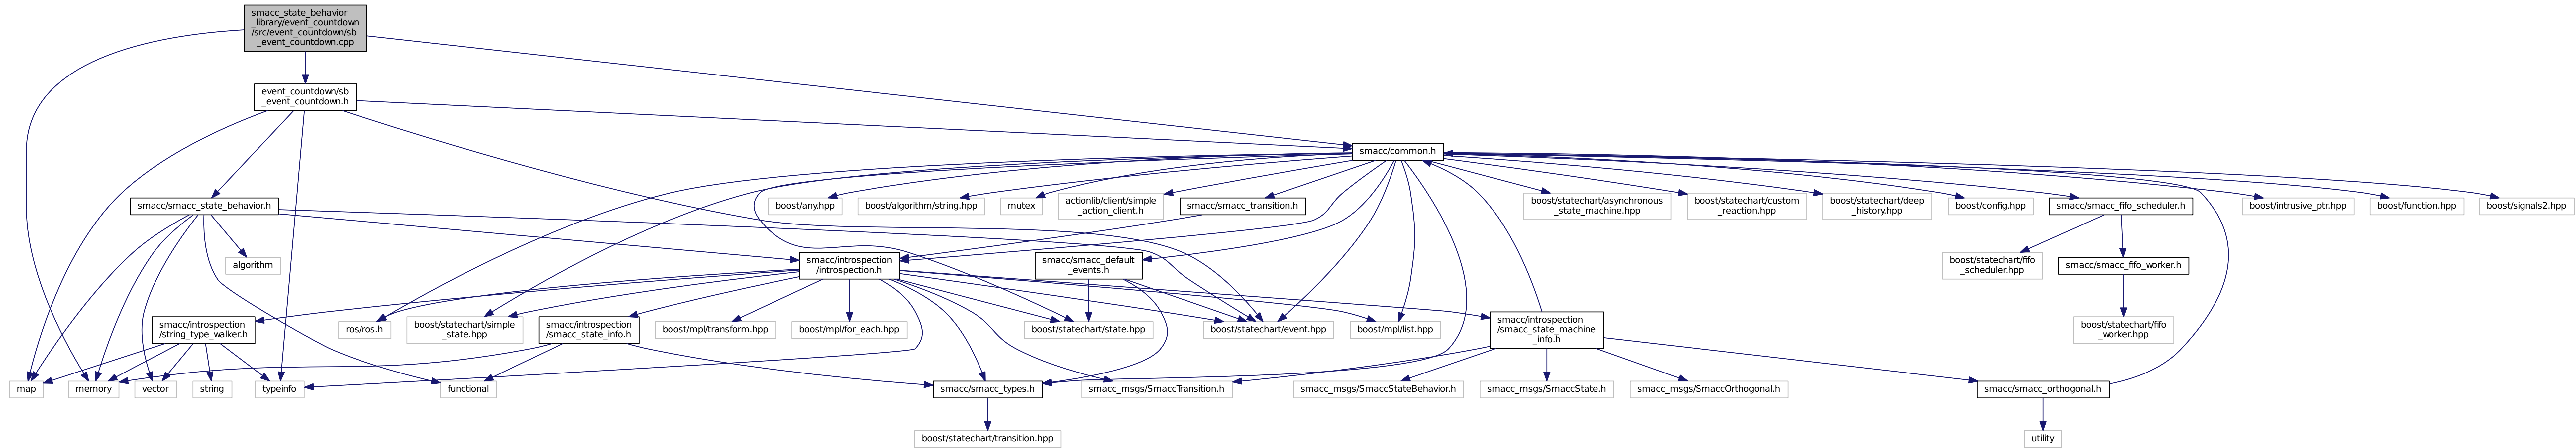 smacc_state_behavior
_library/event_countdown
/src/event_countdown/sb
_event_countdown.cpp
event_countdown/sb
_event_countdown.h
smacc/common.h
smacc/smacc_state_behavior.h
boost/any.hpp
boost/algorithm/string.hpp
mutex
actionlib/client/simple
_action_client.h
smacc/smacc_transition.h
boost/statechart/asynchronous
_state_machine.hpp
boost/statechart/custom
_reaction.hpp
boost/statechart/deep
_history.hpp
boost/config.hpp
smacc/smacc_fifo_scheduler.h
boost/intrusive_ptr.hpp
boost/function.hpp
boost/signals2.hpp
algorithm
smacc/introspection
/introspection.h
smacc/smacc_default
_events.h
boost/statechart/fifo
_scheduler.hpp
smacc/smacc_fifo_worker.h
smacc/introspection
/string_type_walker.h
ros/ros.h
boost/statechart/simple
_state.hpp
smacc/introspection
/smacc_state_info.h
boost/mpl/transform.hpp
boost/mpl/for_each.hpp
boost/statechart/state.hpp
boost/statechart/event.hpp
boost/mpl/list.hpp
smacc/introspection
/smacc_state_machine
_info.h
boost/statechart/fifo
_worker.hpp
map
memory
vector
string
typeinfo
functional
smacc/smacc_types.h
smacc_msgs/SmaccTransition.h
smacc_msgs/SmaccStateBehavior.h
smacc_msgs/SmaccState.h
smacc_msgs/SmaccOrthogonal.h
smacc/smacc_orthogonal.h
boost/statechart/transition.hpp
utility